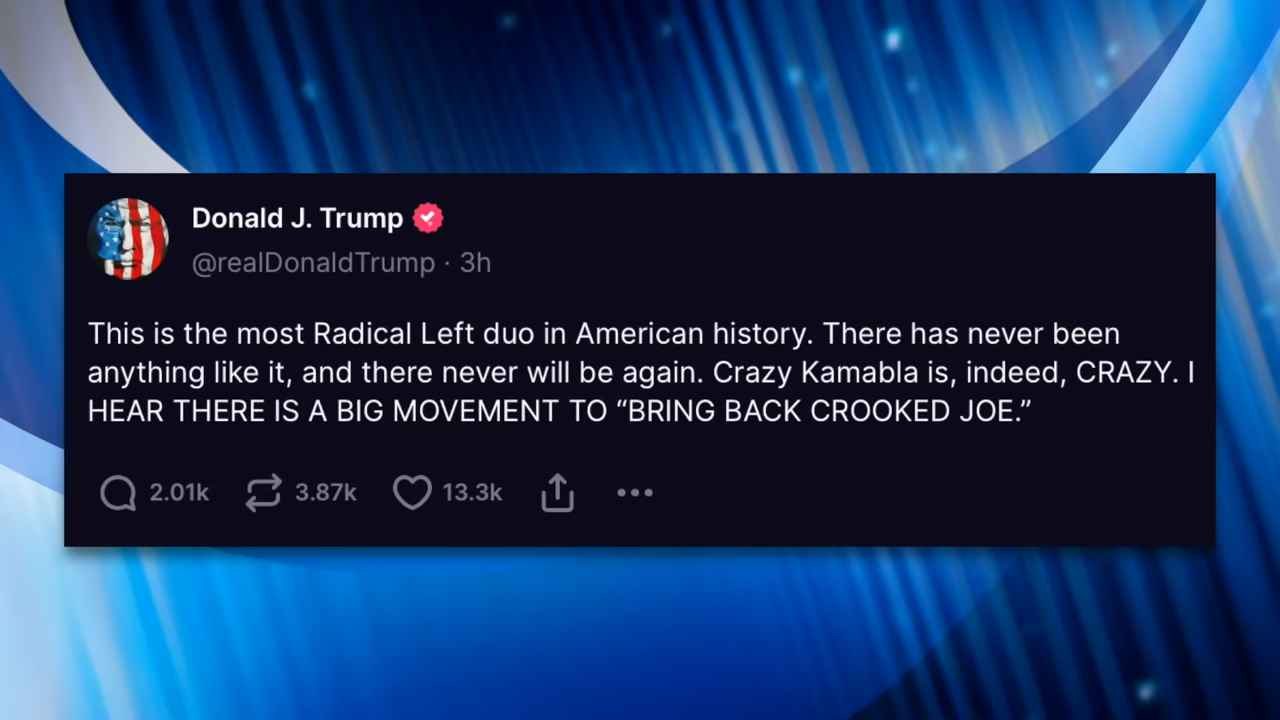 Donald J. Trump
@realDonaldTrump · 3h
This is the most Radical Left duo in American history. There has never been
anything like it, and there never will be again. Crazy Kamabla is, indeed, CRAZY. I
HEAR THERE IS A BIG MOVEMENT TO “BRING BACK CROOKED JOE.”
2.01k 3.87k 13.3k